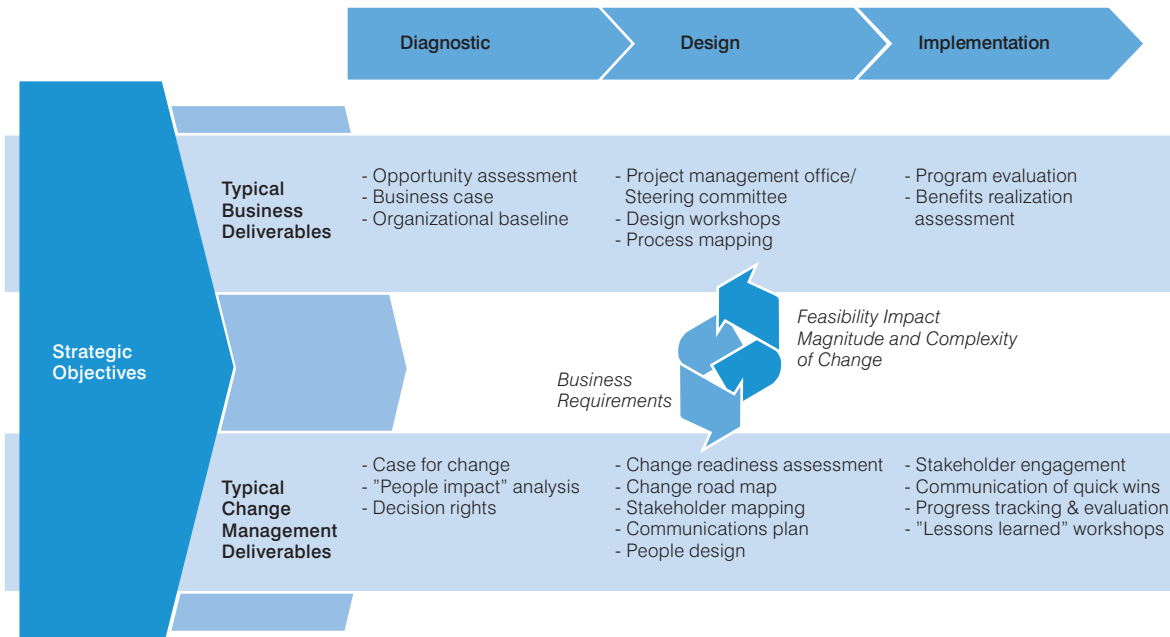 Diagnostic
Design
Implementation
Strategic
Objectives
Typical
Business
Deliverables
- Opportunity assessment
- Business case
- Organizational baseline
- Project management office/
Steering committee
- Design workshops
- Process mapping
- Program evaluation
- Benefits realization
assessment
Feasibility Impact
Magnitude and Complexity
of Change
Business
Requirements
Typical
Change
Management
Deliverables
- Case for change
- "People impact" analysis
- Decision rights
- Change readiness assessment
- Change road map
- Stakeholder mapping
- Communications plan
- People design
- Stakeholder engagement
- Communication of quick wins
- Progress tracking & evaluation
- "Lessons learned" workshops